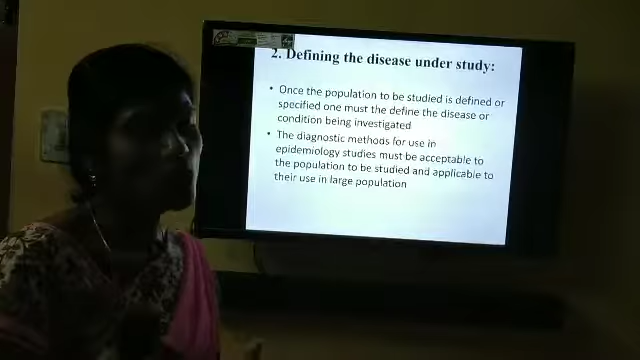 2. Defining the disease under study:
• Once the population to be studied is defined or
specified one must the define the disease or
condition being investigated
• The diagnostic methods for use in
epidemiology studies must be acceptable to
the population to be studied and applicable to
their use in large population